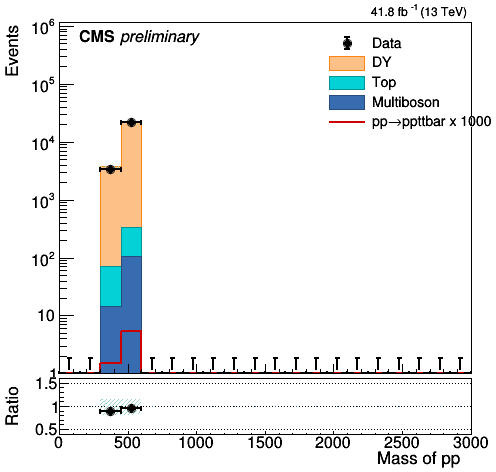 41.8 fb⁻¹ (13 TeV)
CMS preliminary
Events
10⁶
10⁵
10⁴
10³
10²
10
1
Data
DY
Top
Multiboson
pp→ppttbar x 1000
Ratio
1.5
1
0.5
0 500 1000 1500 2000 2500 3000
Mass of pp